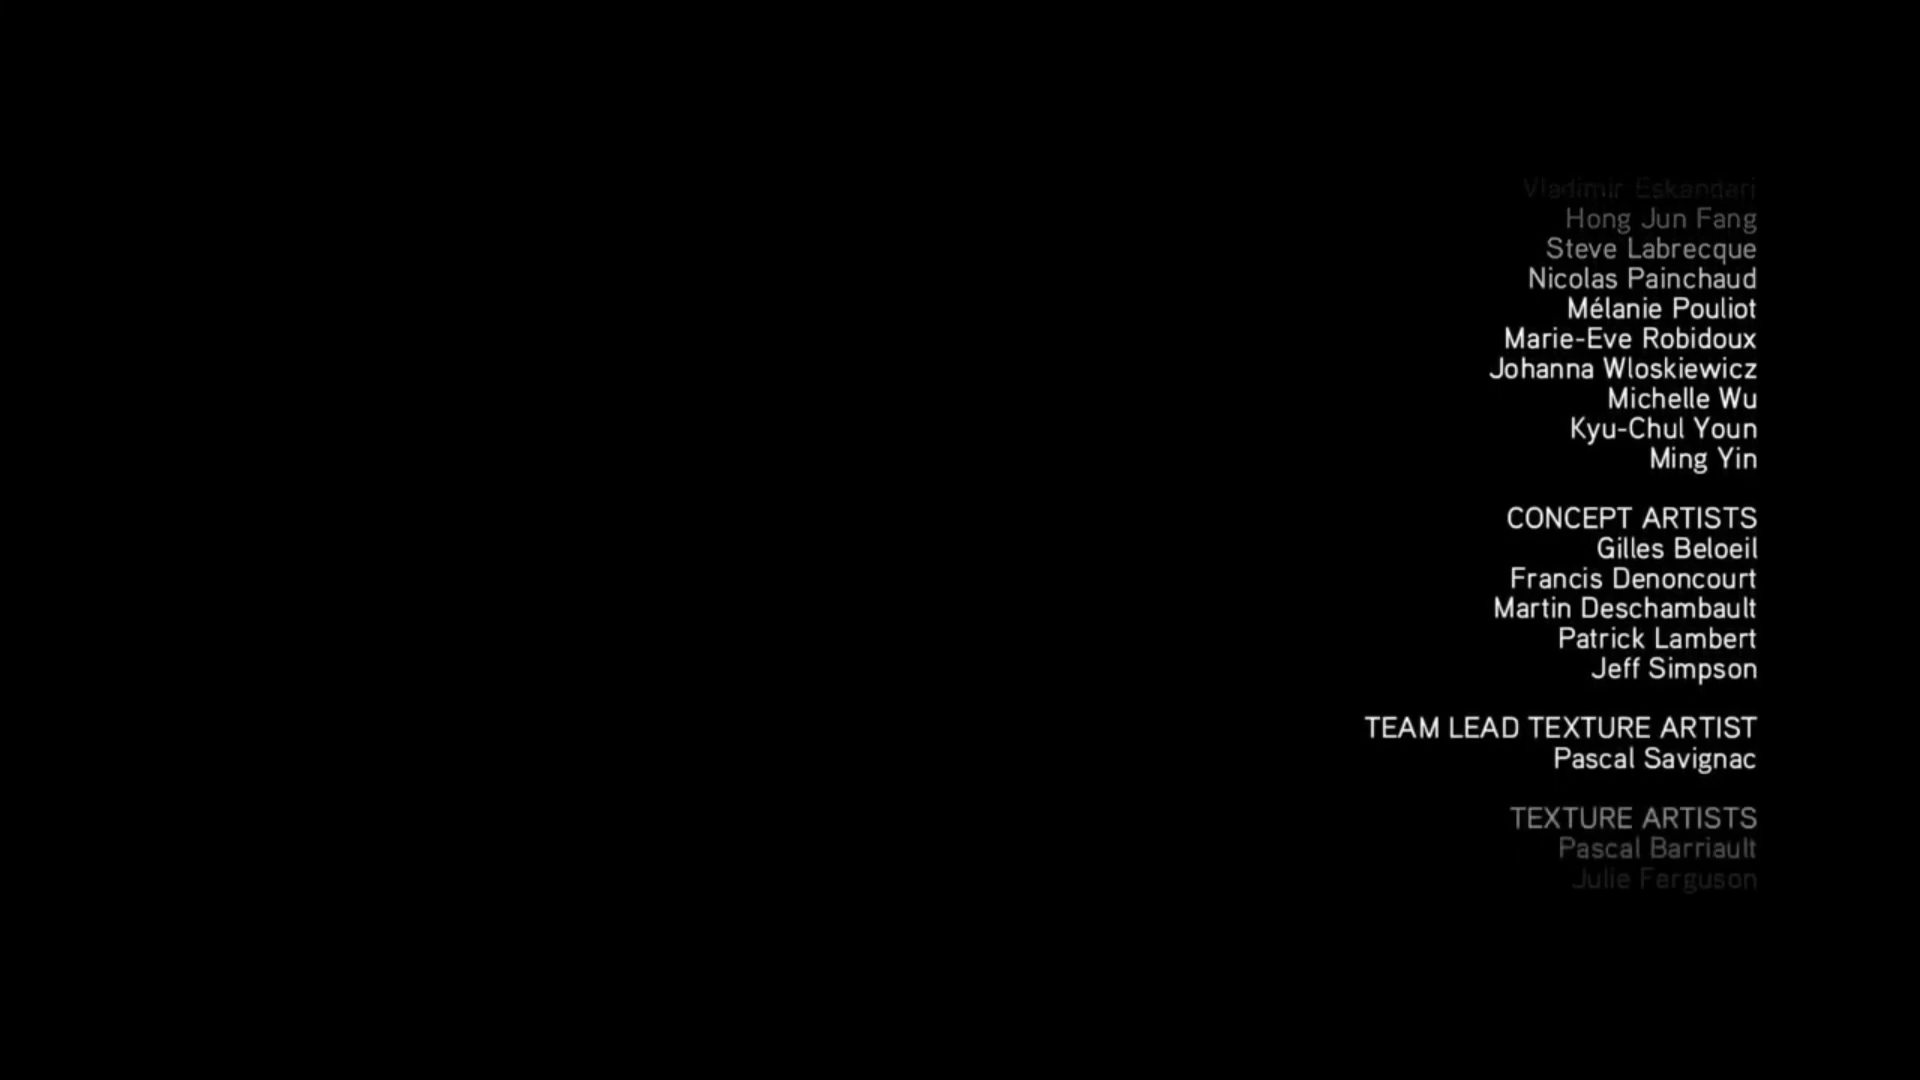 Vladimir Eskandari
Hong Jun Fang
Steve Labrecque
Nicolas Painchaud
Mélanie Pouliot
Marie-Eve Robidoux
Johanna Wloskiewicz
Michelle Wu
Kyu-Chul Youn
Ming Yin
CONCEPT ARTISTS
Gilles Beloeil
Francis Denoncourt
Martin Deschambault
Patrick Lambert
Jeff Simpson
TEAM LEAD TEXTURE ARTIST
Pascal Savignac
TEXTURE ARTISTS
Pascal Barriault
Julie Ferguson